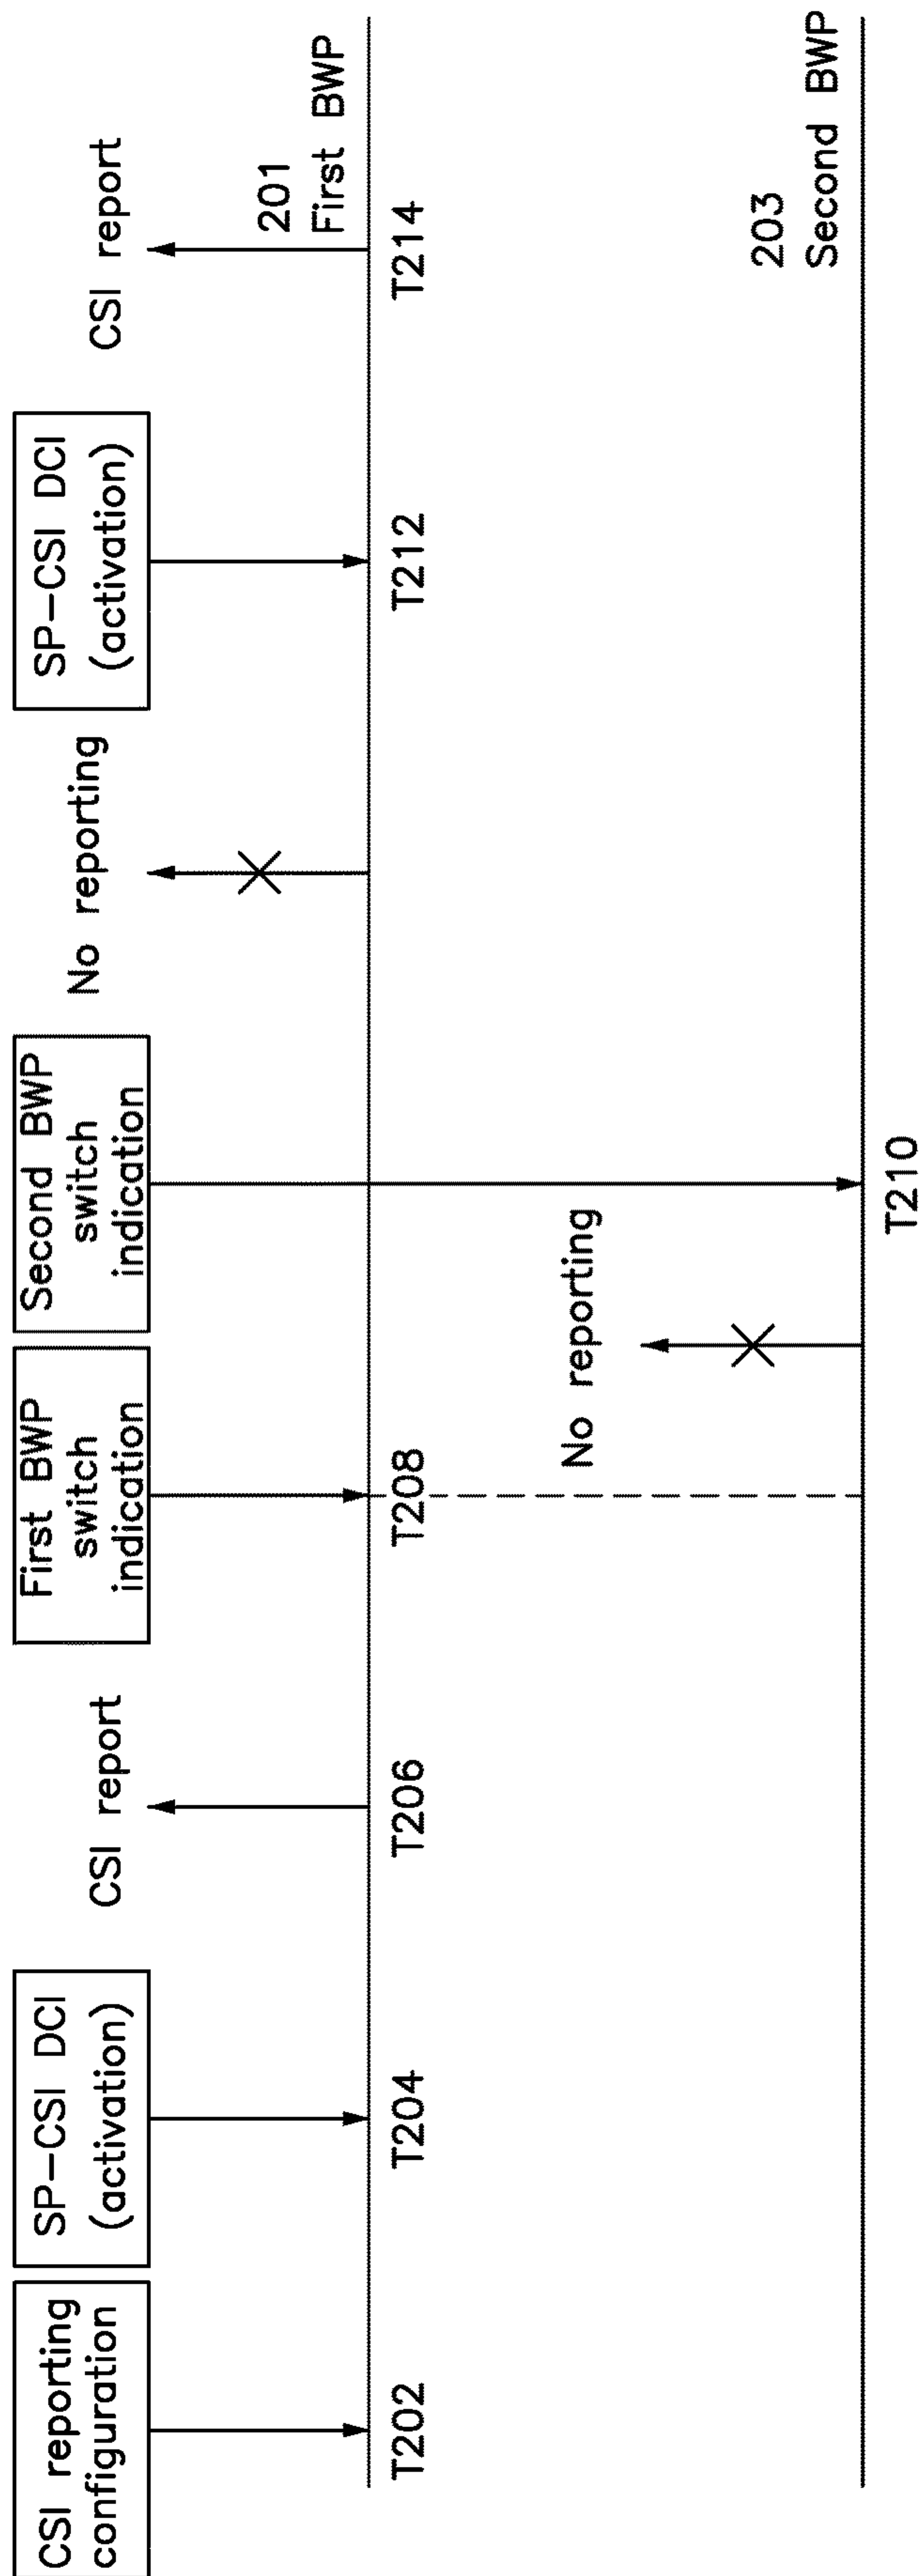 CSI reporting
configuration
SP-CSI DCI
(activation)
CSI report
First BWP
switch
indication
Second BWP
switch
indication
No reporting
SP-CSI DCI
(activation)
CSI report
201
First BWP
T202
T204
T206
T208
T212
T214
No reporting
203
Second BWP
T210